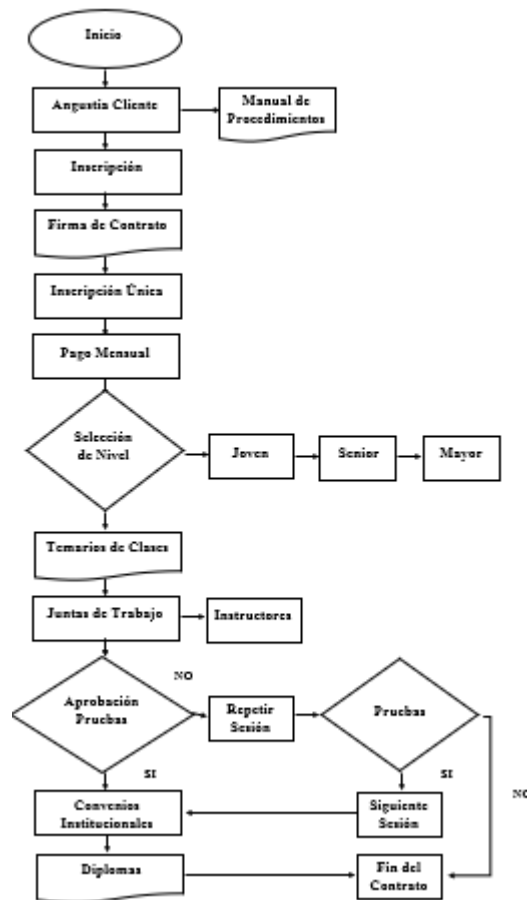 Inicio
Angustia Cliente
Manual de
Procedimientos
Inscripción
Firma de Contrato
Inscripción Única
Pago Mensual
Selección
de Nivel
Joven
Senior
Mayor
Temarios de Clases
Juntas de Trabajo
Instructores
Aprobación
Pruebas
NO
Repetir
Sesión
Pruebas
SI
SI
NO
Convenios
Institucionales
Siguiente
Sesión
Diplomas
Fin del
Contrato